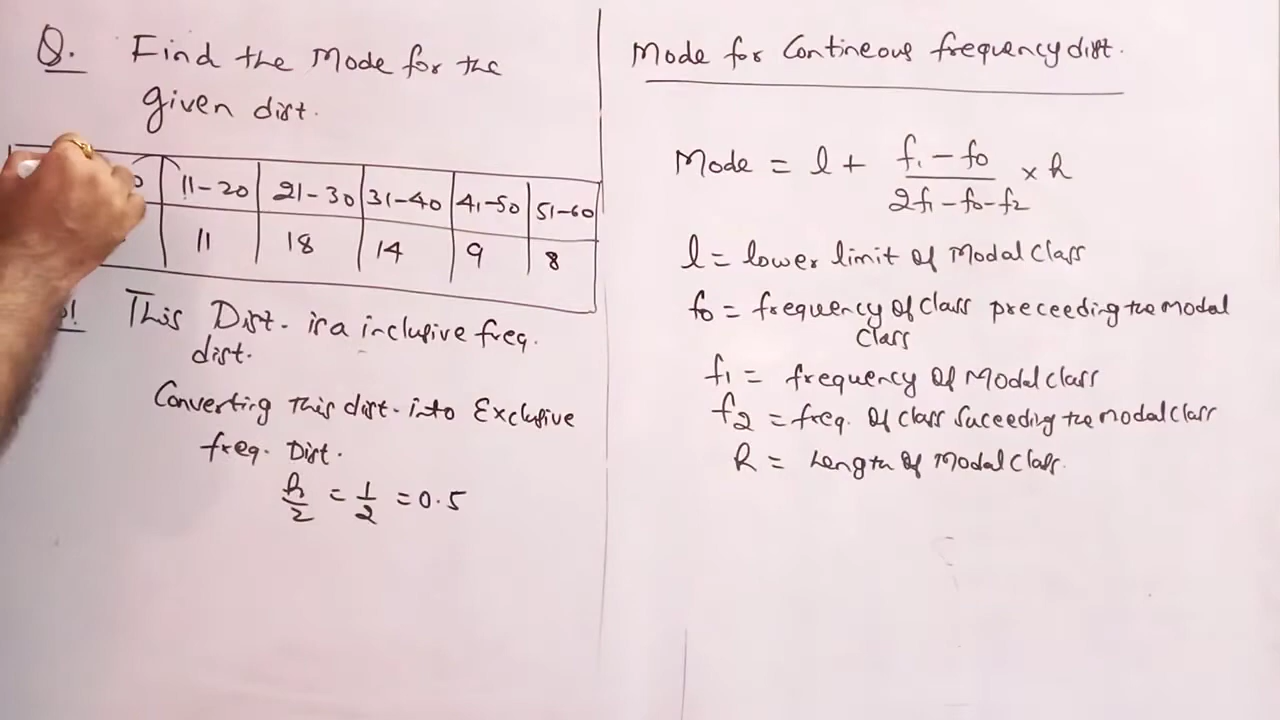 Q. Find the Mode for the
given dist.
11-20 21-30 31-40 41-50 51-60
11 18 14 9 8
This Dist. is a inclusive freq.
dist.
Converting this dist. into Exclusive
freq. Dist.
h/2 = 1/2 = 0.5
Mode for Contineous frequency dist.
Mode = l + (f1 - f0)/(2f1 - f0 - f2) × h
l = lower limit of Modal Class
f0 = frequency of Class preceeding the modal
Class
f1 = frequency of Modal class
f2 = freq. of class suceeding the modal class
h = Length of Modal Class.